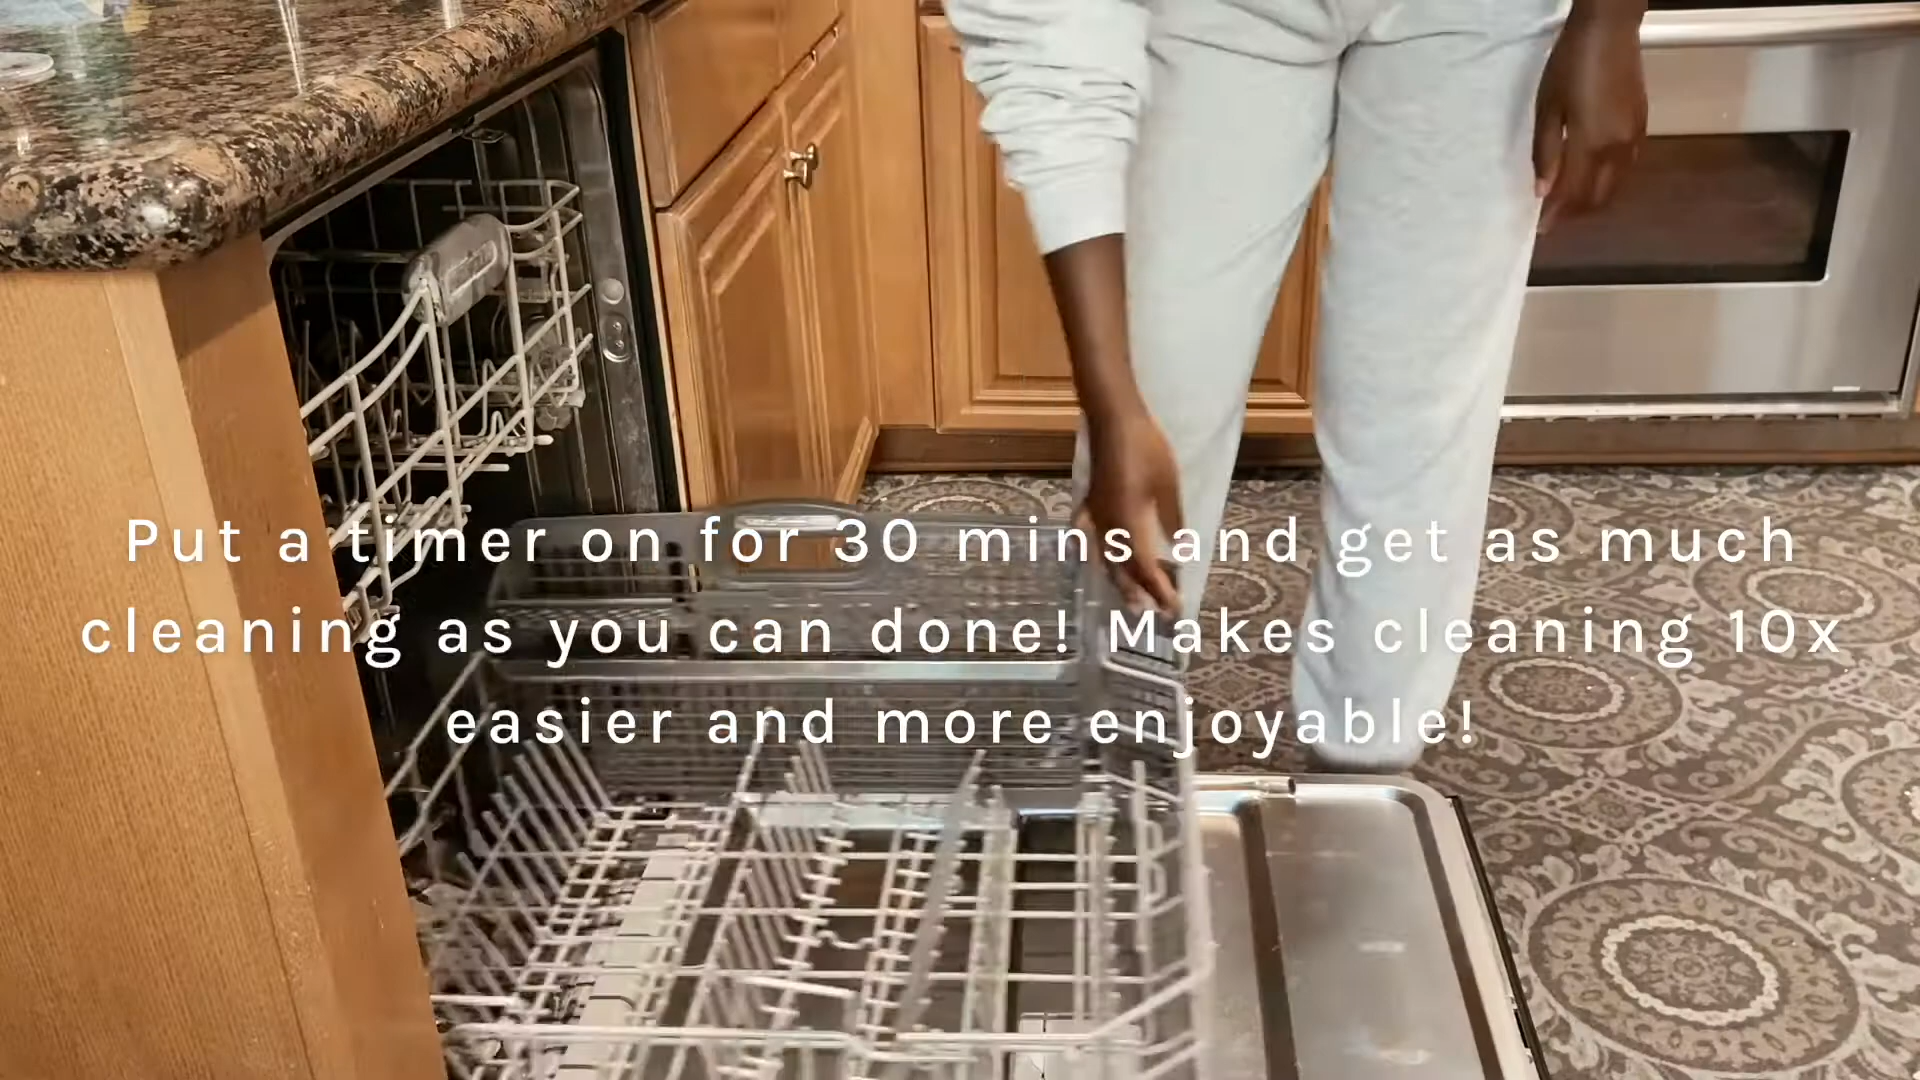 Put a timer on for 30 mins and get as much
cleaning as you can done! Makes cleaning 10x
easier and more enjoyable!